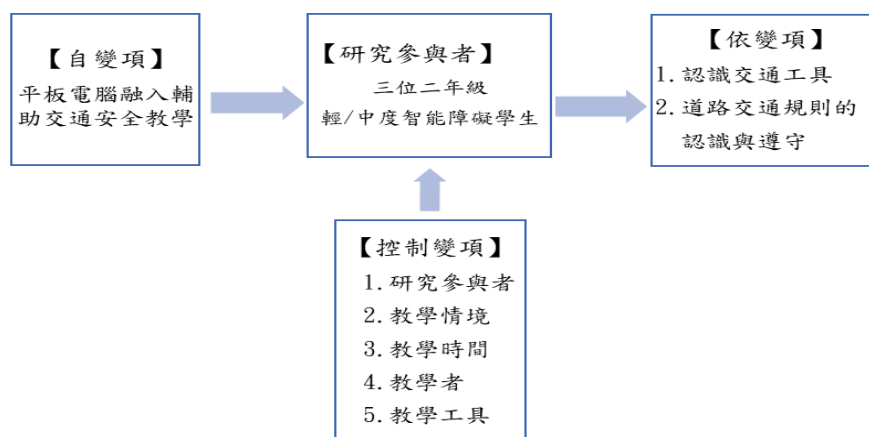 【自變項】
平板電腦融入輔
助交通安全教學
【研究參與者】
三位二年級
輕/中度智能障礙學生
【依變項】
1.認識交通工具
2.道路交通規則的
認識與遵守
【控制變項】
1.研究參與者
2.教學情境
3.教學時間
4.教學者
5.教學工具